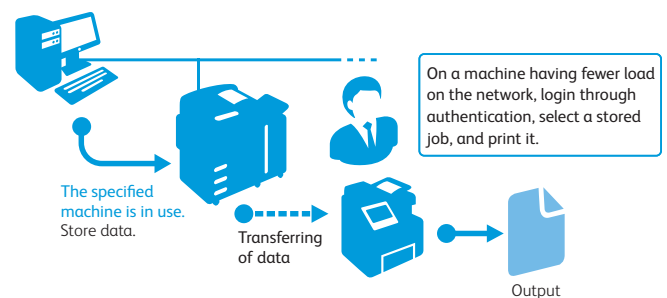 On a machine having fewer load
on the network, login through
authentication, select a stored
job, and print it.
The specified
machine is in use.
Store data.
Transferring
of data
Output